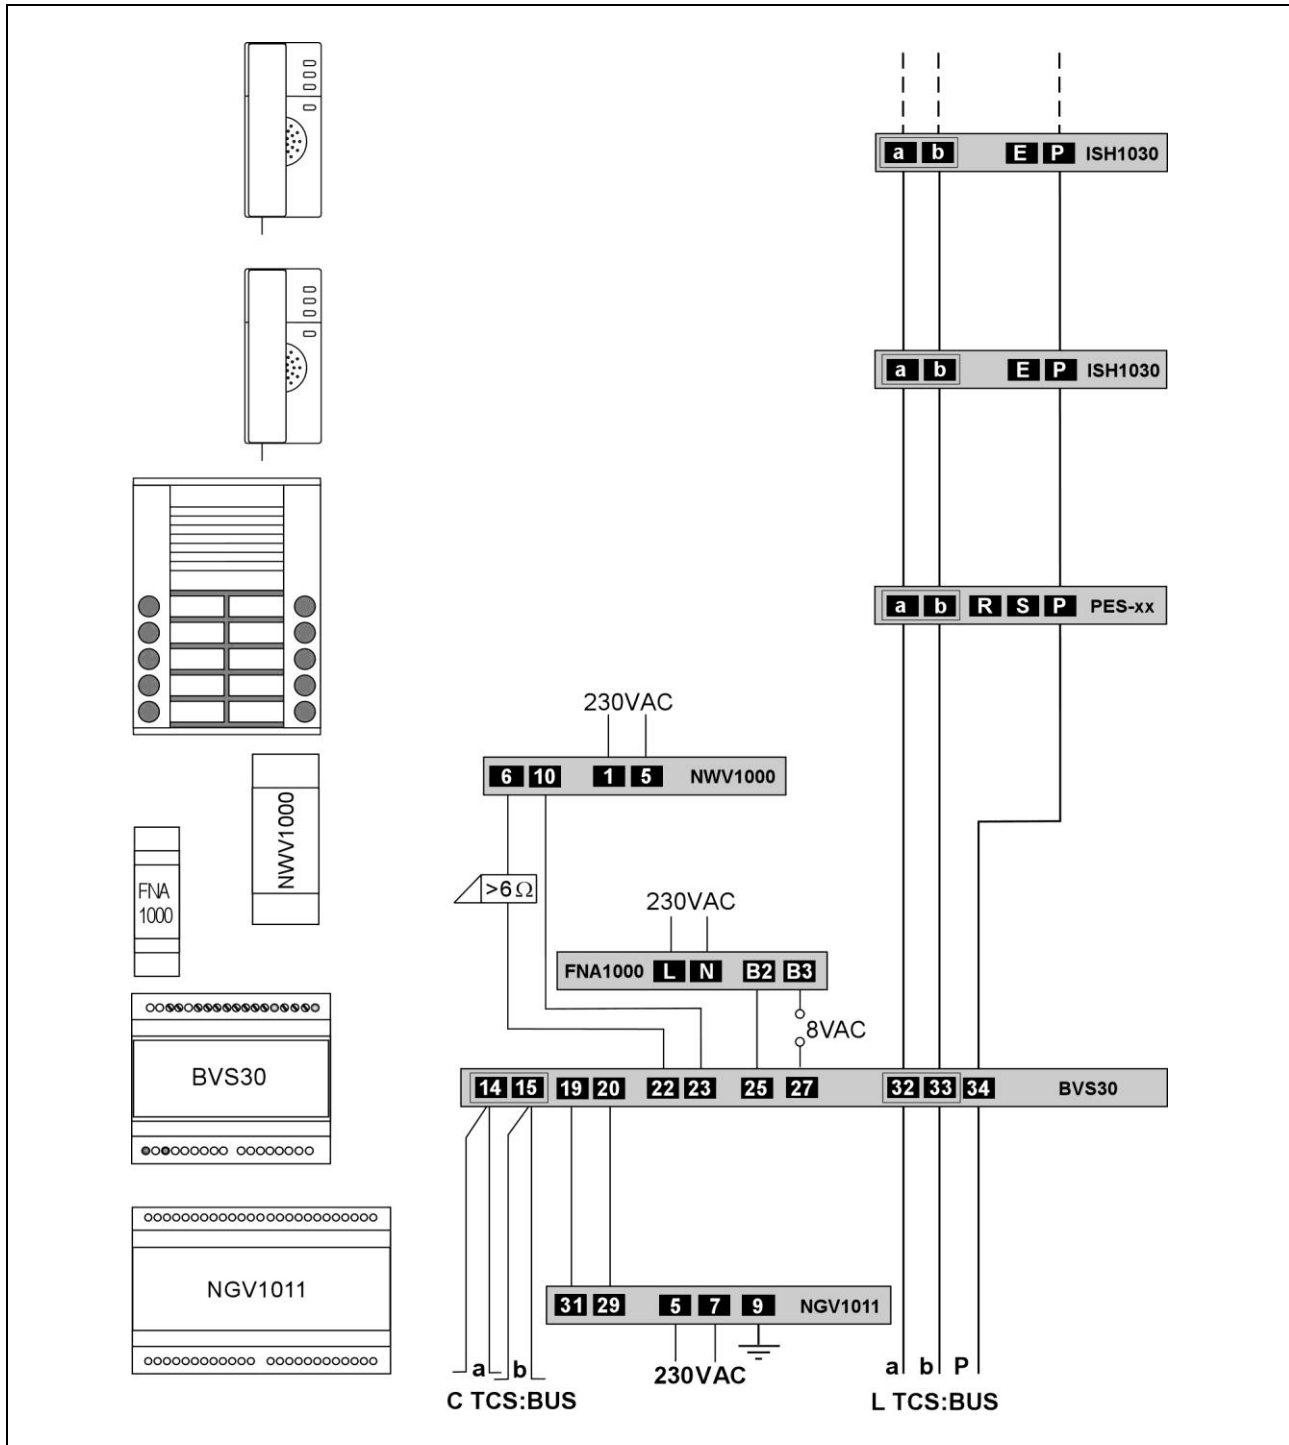 a b E P ISH1030
a b E P ISH1030
a b R S P PES-xx
230VAC
6 10 1 5 NWV1000
NWV1000
>6Ω
FNA
1000
230VAC
FNA1000 L N B2 B3
8VAC
BVS30
14 15 19 20 22 23 25 27 32 33 34 BVS30
NGV1011
31 29 5 7 9 NGV1011
230VAC
a b
C TCS:BUS
a b P
L TCS:BUS